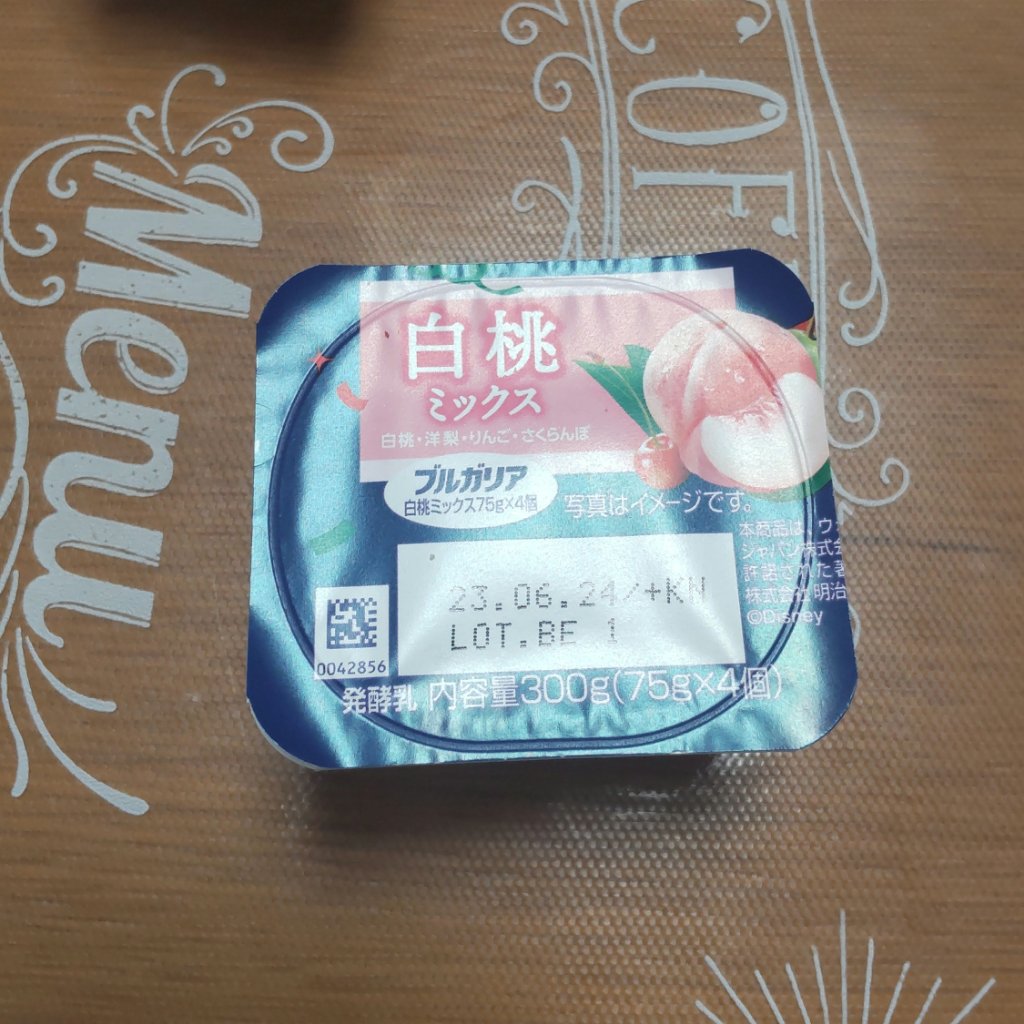 Menu
COF
白桃
ミックス
白桃・洋梨・りんご・さくらんぼ
ブルガリア
白桃ミックス75g×4個
写真はイメージです。
本商品は、ウ
ジャパン株式会
許諾された著
株式会社明治
©Disney
23.06.24/+KN
LOT.BE 1
0042856
発酵乳 内容量300g(75g×4個)